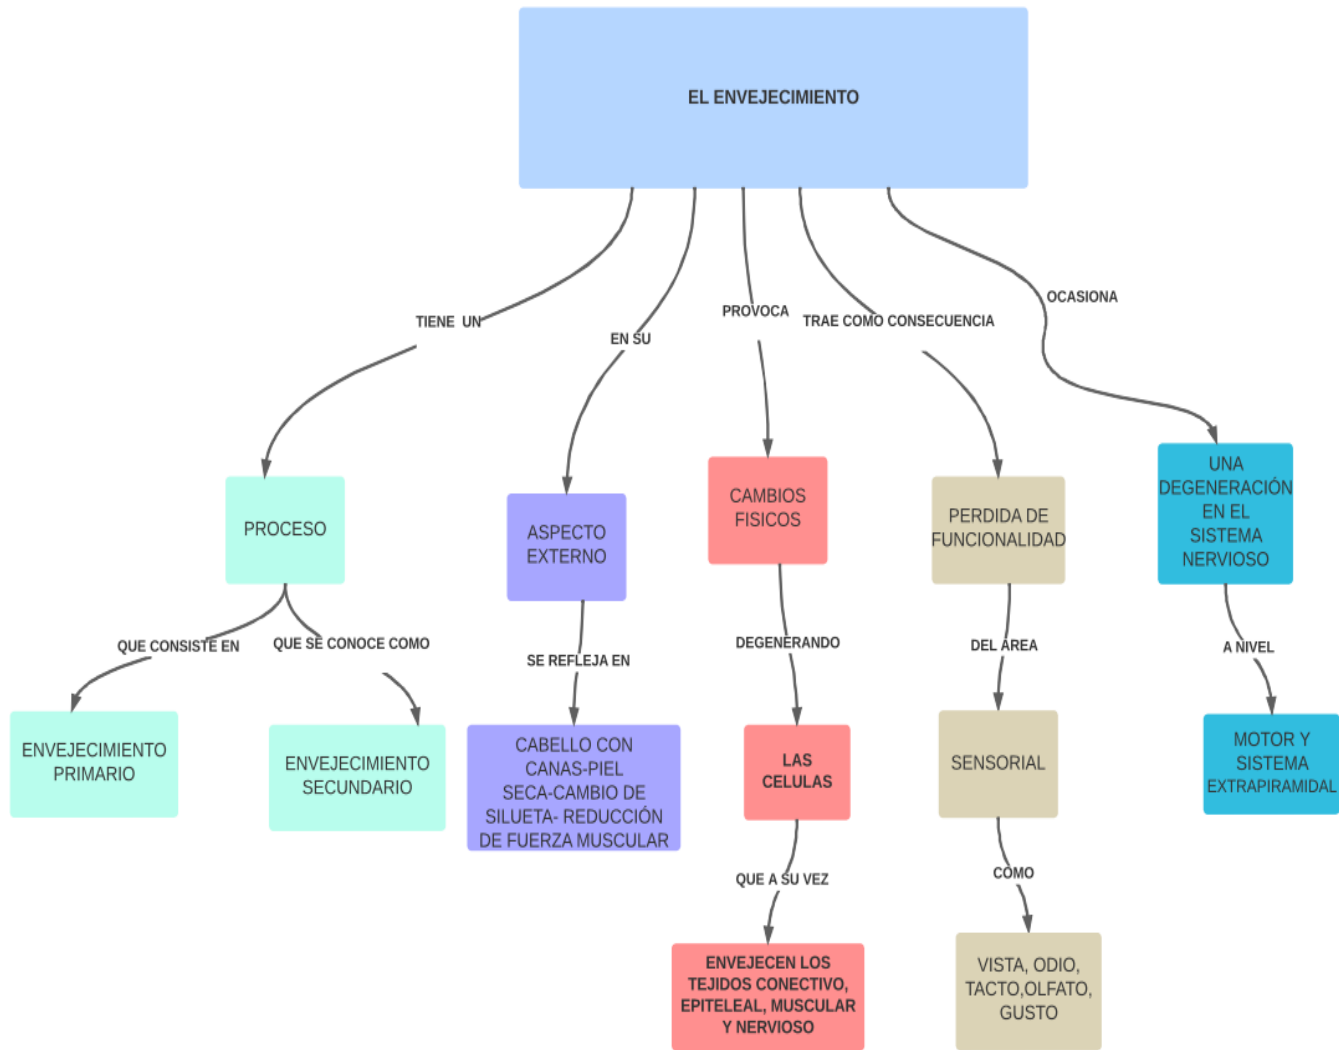 EL ENVEJECIMIENTO
TIENE UN
EN SU
PROVOCA
TRAE COMO CONSECUENCIA
OCASIONA
PROCESO
ASPECTO
EXTERNO
CAMBIOS
FISICOS
PERDIDA DE
FUNCIONALIDAD
UNA
DEGENERACIÓN
EN EL
SISTEMA
NERVIOSO
QUE CONSISTE EN
QUE SE CONOCE COMO
SE REFLEJA EN
DEGENERANDO
DEL ÁREA
A NIVEL
ENVEJECIMIENTO
PRIMARIO
ENVEJECIMIENTO
SECUNDARIO
CABELLO CON
CANAS-PIEL
SECA-CAMBIO DE
SILUETA- REDUCCIÓN
DE FUERZA MUSCULAR
LAS
CELULAS
SENSORIAL
MOTOR Y
SISTEMA
EXTRAPIRAMIDAL
QUE A SU VEZ
COMO
ENVEJECEN LOS
TEJIDOS CONECTIVO,
EPITELEAL, MUSCULAR
Y NERVIOSO
VISTA, ODIO,
TACTO,OLFATO,
GUSTO